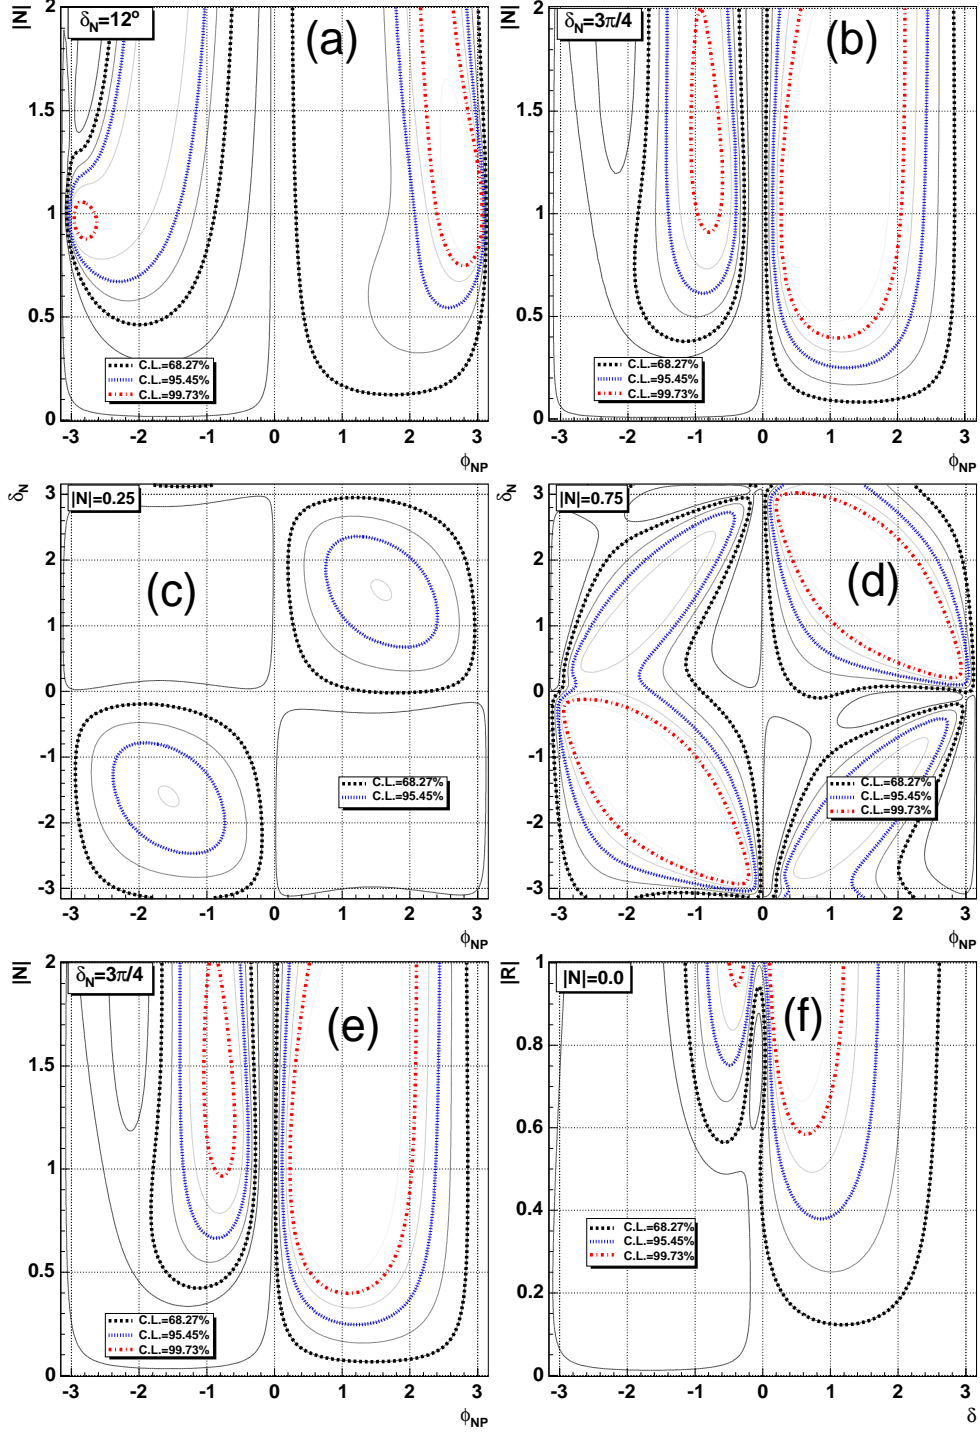 |N|
δN=12º
(a)
2
1.5
1
0.5
0
C.L.=68.27%
C.L.=95.45%
C.L.=99.73%
-3 -2 -1 0 1 2 3
ϕNP
|N|
δN=3π/4
(b)
2
1.5
1
0.5
0
C.L.=68.27%
C.L.=95.45%
C.L.=99.73%
-3 -2 -1 0 1 2 3
ϕNP
δN
|N|=0.25
(c)
3
2
1
0
-1
-2
-3
C.L.=68.27%
C.L.=95.45%
-3 -2 -1 0 1 2 3
ϕNP
δN
|N|=0.75
(d)
3
2
1
0
-1
-2
-3
C.L.=68.27%
C.L.=95.45%
C.L.=99.73%
-3 -2 -1 0 1 2 3
ϕNP
|N|
δN=3π/4
(e)
2
1.5
1
0.5
0
C.L.=68.27%
C.L.=95.45%
C.L.=99.73%
-3 -2 -1 0 1 2 3
ϕNP
|R|
|N|=0.0
(f)
1
0.8
0.6
0.4
0.2
0
C.L.=68.27%
C.L.=95.45%
C.L.=99.73%
-3 -2 -1 0 1 2 3
δ